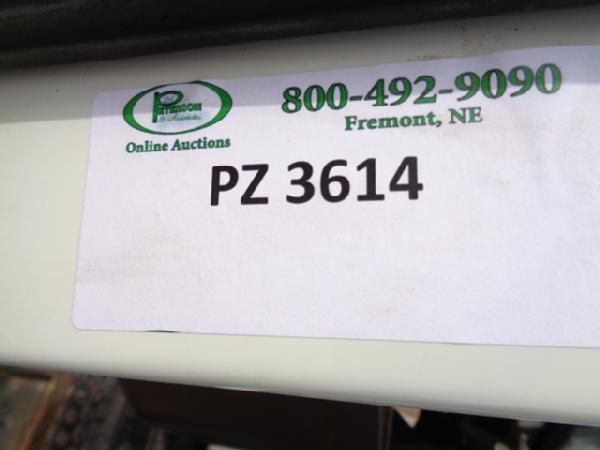 800-492-9090
Fremont, NE
Online Auctions
PZ 3614